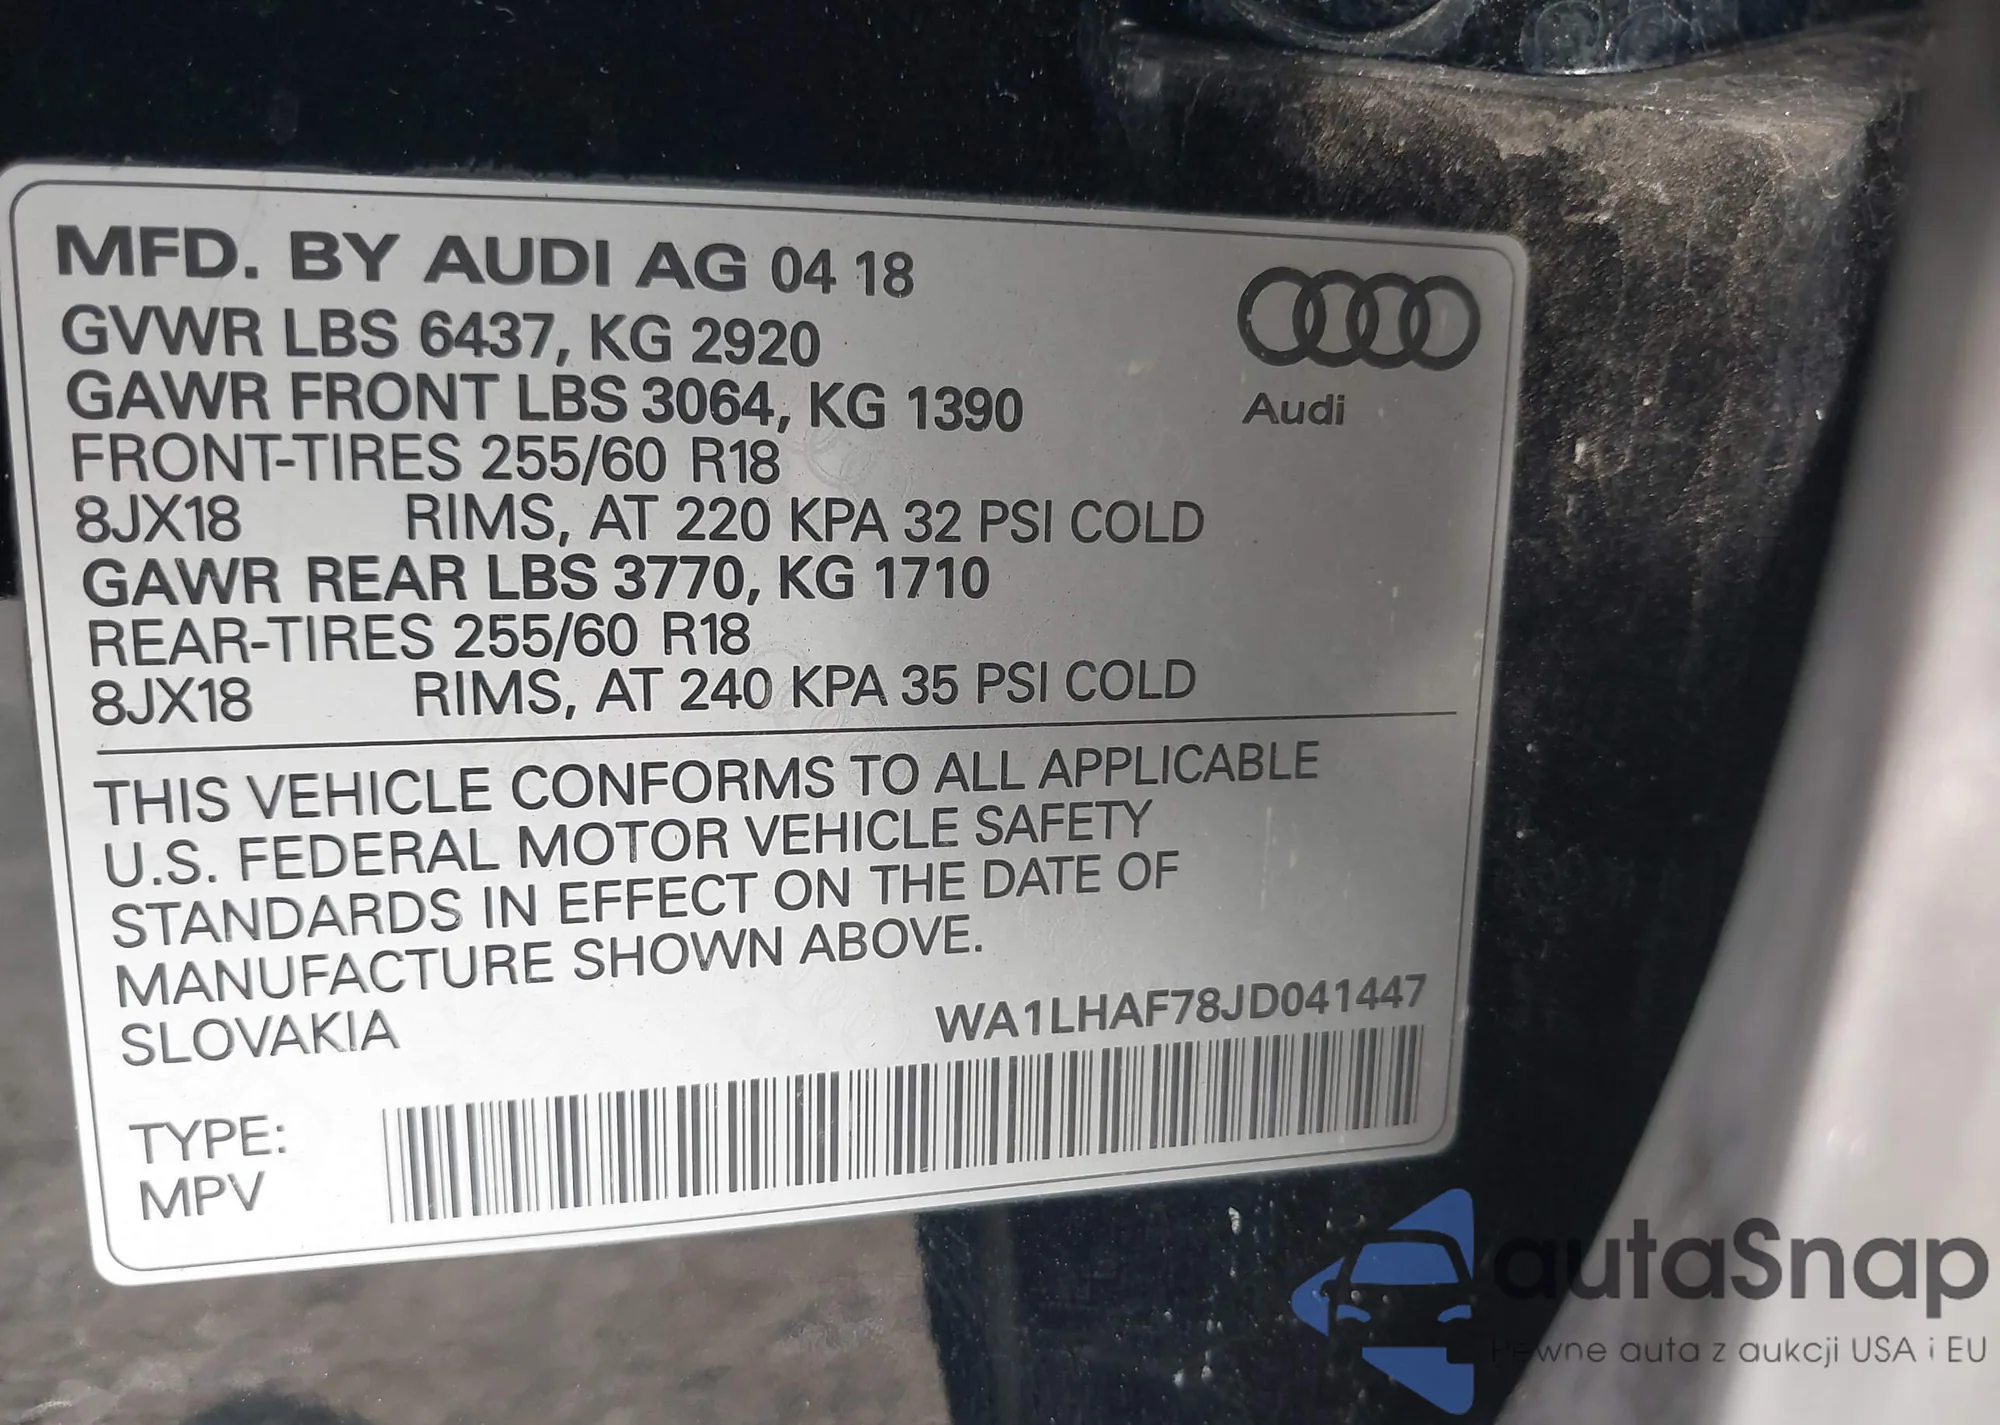 MFD. BY AUDI AG 04 18
GVWR LBS 6437, KG 2920
GAWR FRONT LBS 3064, KG 1390
FRONT-TIRES 255/60 R18
8JX18 RIMS, AT 220 KPA 32 PSI COLD
GAWR REAR LBS 3770, KG 1710
REAR-TIRES 255/60 R18
8JX18 RIMS, AT 240 KPA 35 PSI COLD
Audi
THIS VEHICLE CONFORMS TO ALL APPLICABLE
U.S. FEDERAL MOTOR VEHICLE SAFETY
STANDARDS IN EFFECT ON THE DATE OF
MANUFACTURE SHOWN ABOVE.
SLOVAKIA
WA1LHAF78JD041447
TYPE:
MPV
autaSnap
Pewne auta z aukcji USA i EU